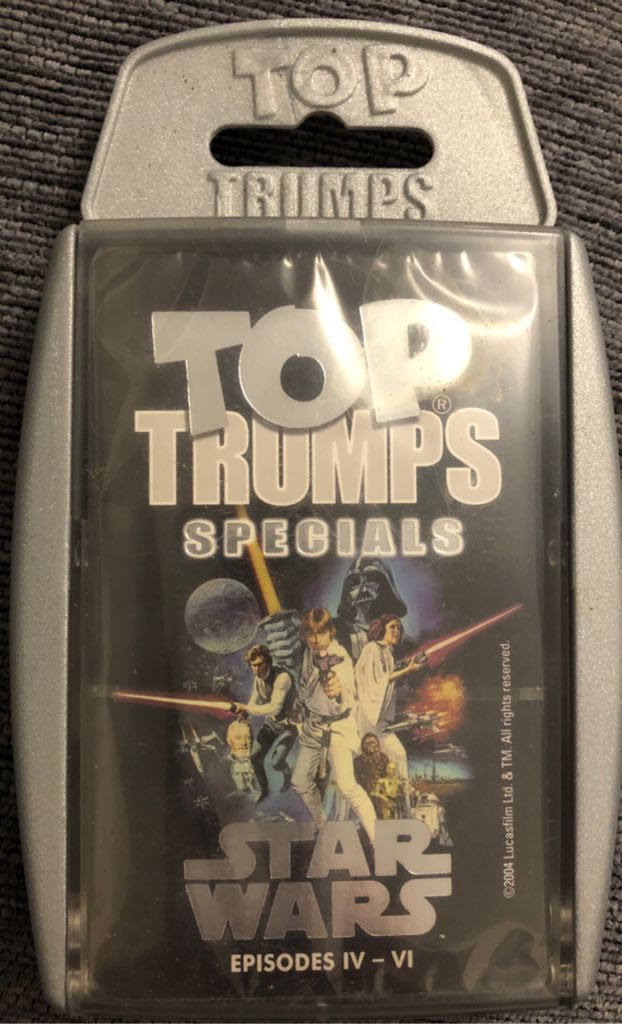 TOP
TRUMPS
TOP
TRUMPS®
SPECIALS
STAR
WARS
EPISODES IV – VI
©2004 Lucasfilm Ltd. & TM. All rights reserved.